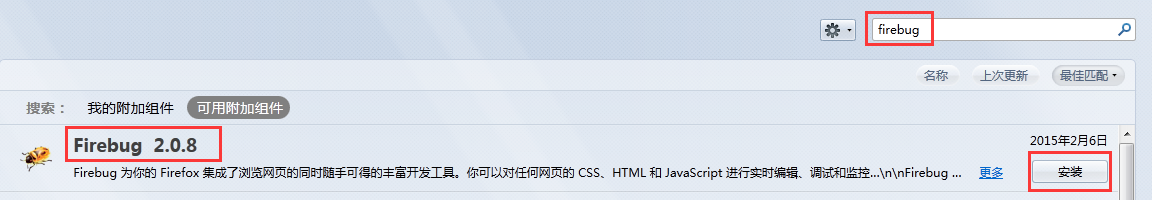 firebug
名称 上次更新 最佳匹配
搜索： 我的附加组件 可用附加组件
Firebug 2.0.8 2015年2月6日
Firebug 为你的 Firefox 集成了浏览网页的同时随手可得的丰富开发工具。你可以对任何网页的 CSS、HTML 和 JavaScript 进行实时编辑、调试和监控...\n\nFirebug ... 更多 安装